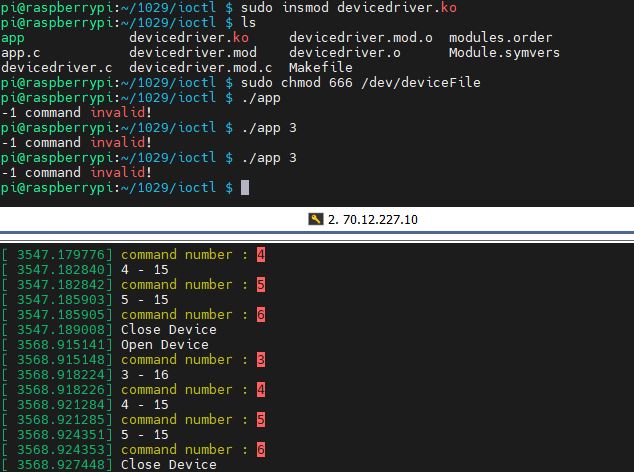 pi@raspberrypi:~/1029/ioctl $ sudo insmod devicedriver.ko
pi@raspberrypi:~/1029/ioctl $ ls
app devicedriver.ko devicedriver.mod.o modules.order
app.c devicedriver.mod devicedriver.o Module.symvers
devicedriver.c devicedriver.mod.c Makefile
pi@raspberrypi:~/1029/ioctl $ sudo chmod 666 /dev/deviceFile
pi@raspberrypi:~/1029/ioctl $ ./app
-1 command invalid!
pi@raspberrypi:~/1029/ioctl $ ./app 3
-1 command invalid!
pi@raspberrypi:~/1029/ioctl $ ./app 3
-1 command invalid!
pi@raspberrypi:~/1029/ioctl $
2. 70.12.227.10
[ 3547.179776] command number : 4
[ 3547.182840] 4 - 15
[ 3547.182842] command number : 5
[ 3547.185903] 5 - 15
[ 3547.185905] command number : 6
[ 3547.189008] Close Device
[ 3568.915141] Open Device
[ 3568.915148] command number : 3
[ 3568.918224] 3 - 16
[ 3568.918226] command number : 4
[ 3568.921284] 4 - 15
[ 3568.921285] command number : 5
[ 3568.924351] 5 - 15
[ 3568.924353] command number : 6
[ 3568.927448] Close Device